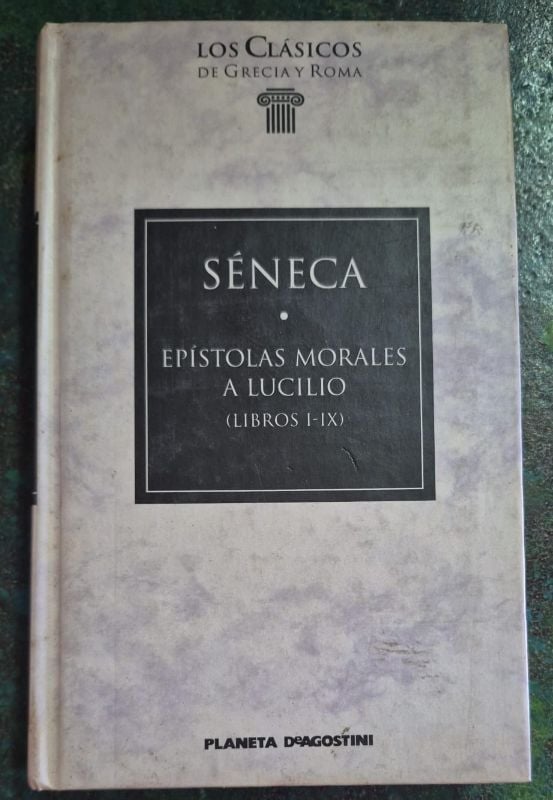 LOS CLÁSICOS
DE GRECIA Y ROMA
SÉNECA
•
EPÍSTOLAS MORALES
A LUCILIO
(LIBROS I-IX)
PLANETA DeAGOSTINI